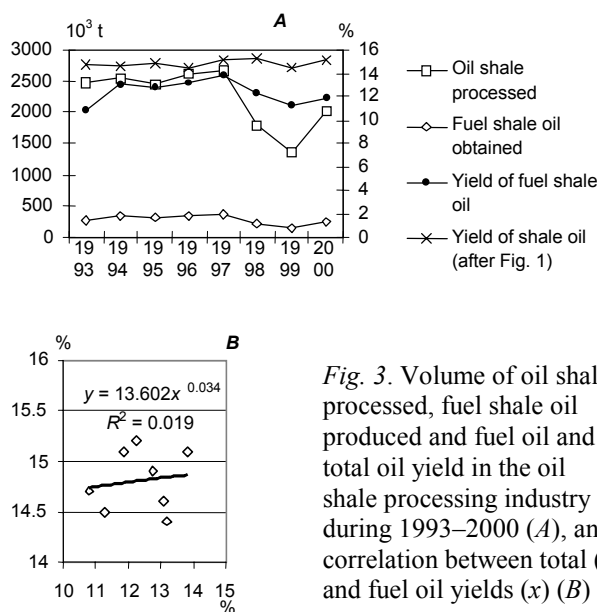 A
10³ t
%
3000
2500
2000
1500
1000
500
0
16
14
12
10
8
6
4
2
0
19 19 19 19 19 19 19 20
93 94 95 96 97 98 99 00
Oil shale
processed
Fuel shale oil
obtained
Yield of fuel shale
oil
Yield of shale oil
(after Fig. 1)
%
B
16
15.5
15
14.5
14
y = 13.602x^0.034
R² = 0.019
10 11 12 13 14 15
%
Fig. 3. Volume of oil shal
processed, fuel shale oil
produced and fuel oil and
total oil yield in the oil
shale processing industry
during 1993–2000 (A), an
correlation between total (
and fuel oil yields (x) (B)